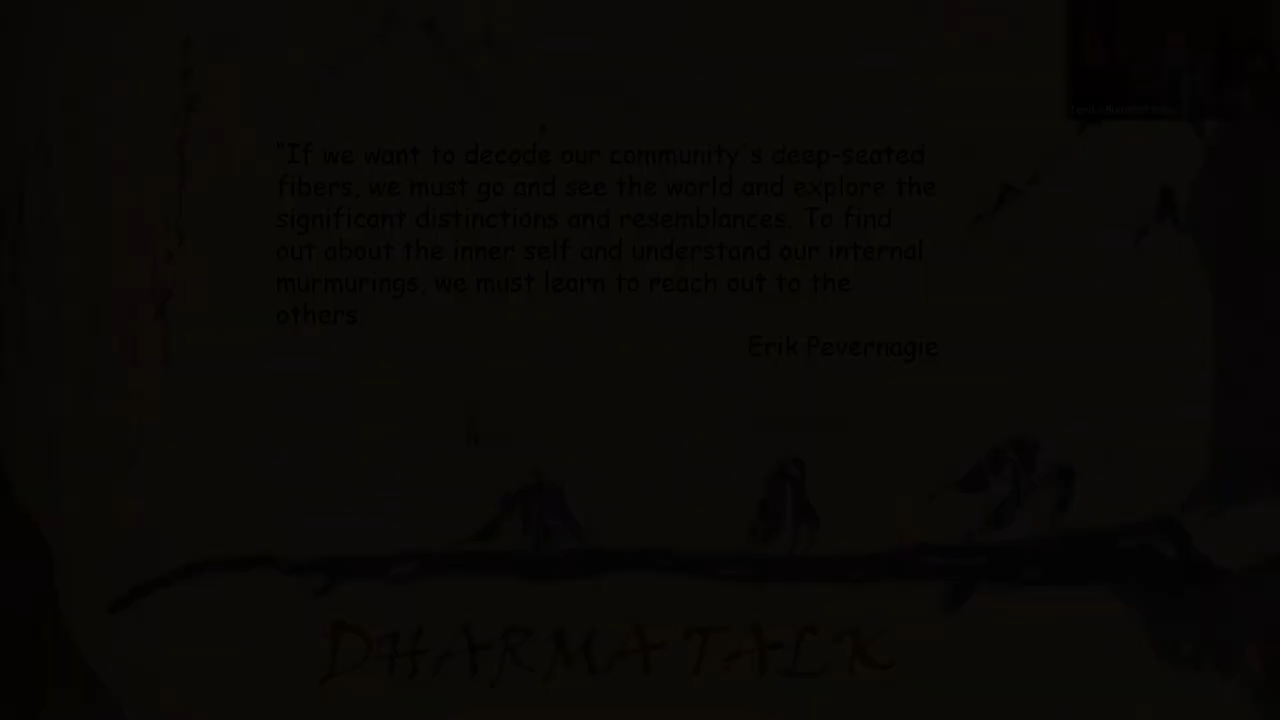 "If we want to decode our community's deep-seated
fibers, we must go and see the world and explore the
significant distinctions and resemblances. To find
out about the inner self and understand our internal
murmurings, we must learn to reach out to the
others.
Erik Pevernagie
DHARMA TALK